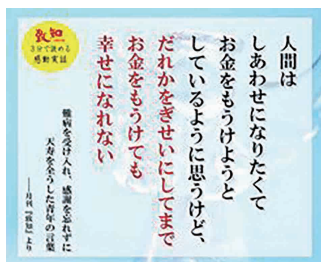 致知
3分で読める
感動実話
人間は
しあわせになりたくて
お金をもうけようと
しているように思うけど、
だれかをぎせいにしてまで
お金をもうけても
幸せになれない
難病を受け入れ、感謝を忘れずに
天寿を全うした青年の言葉
――月刊『致知』より